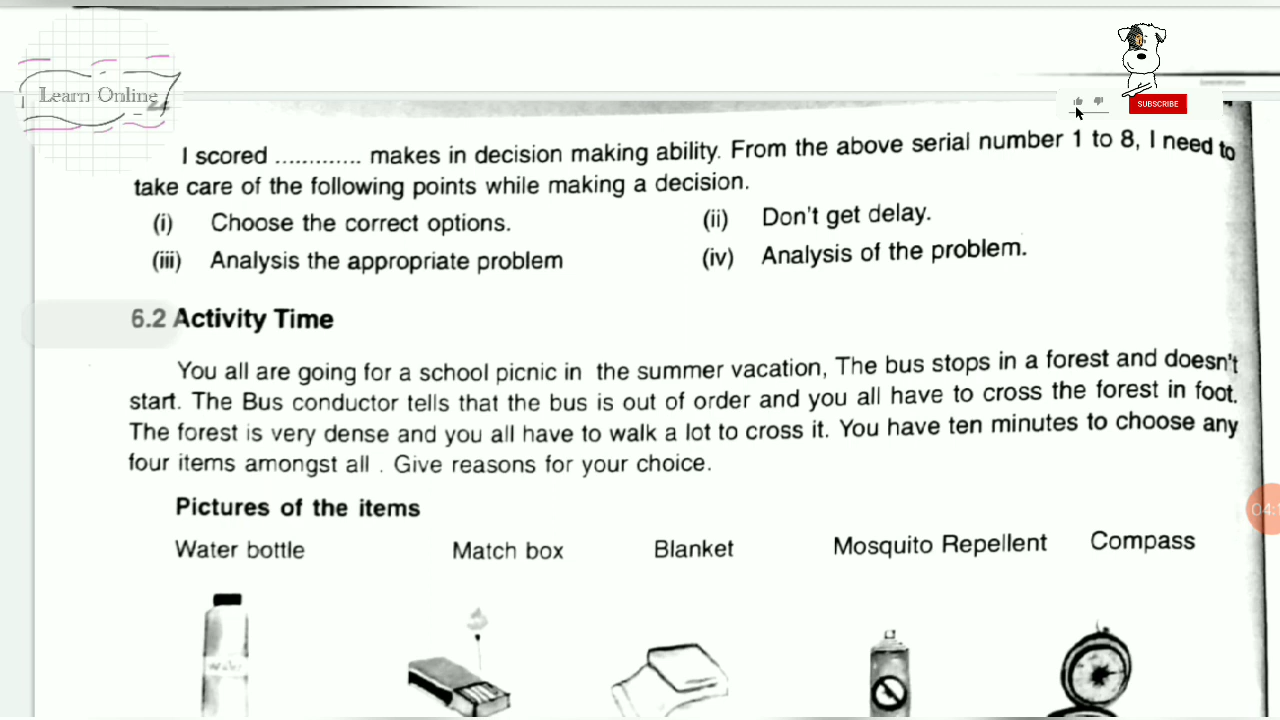 Learn Online
SUBSCRIBE
I scored ............. makes in decision making ability. From the above serial number 1 to 8, I need to
take care of the following points while making a decision.
(i) Choose the correct options. (ii) Don't get delay.
(iii) Analysis the appropriate problem (iv) Analysis of the problem.
6.2 Activity Time
You all are going for a school picnic in the summer vacation, The bus stops in a forest and doesn't
start. The Bus conductor tells that the bus is out of order and you all have to cross the forest in foot.
The forest is very dense and you all have to walk a lot to cross it. You have ten minutes to choose any
four items amongst all . Give reasons for your choice.
Pictures of the items
Water bottle Match box Blanket Mosquito Repellent Compass